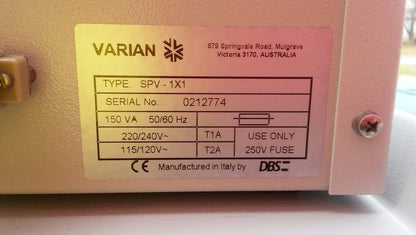 VARIAN
679 Springvale Road, Mulgrave
Victoria 3170, AUSTRALIA
TYPE: SPV - 1X1
SERIAL No.: 0212774
150 VA 50/60 Hz
220/240V~ T1A USE ONLY
115/120V~ T2A 250V FUSE
CE Manufactured in Italy by DBS